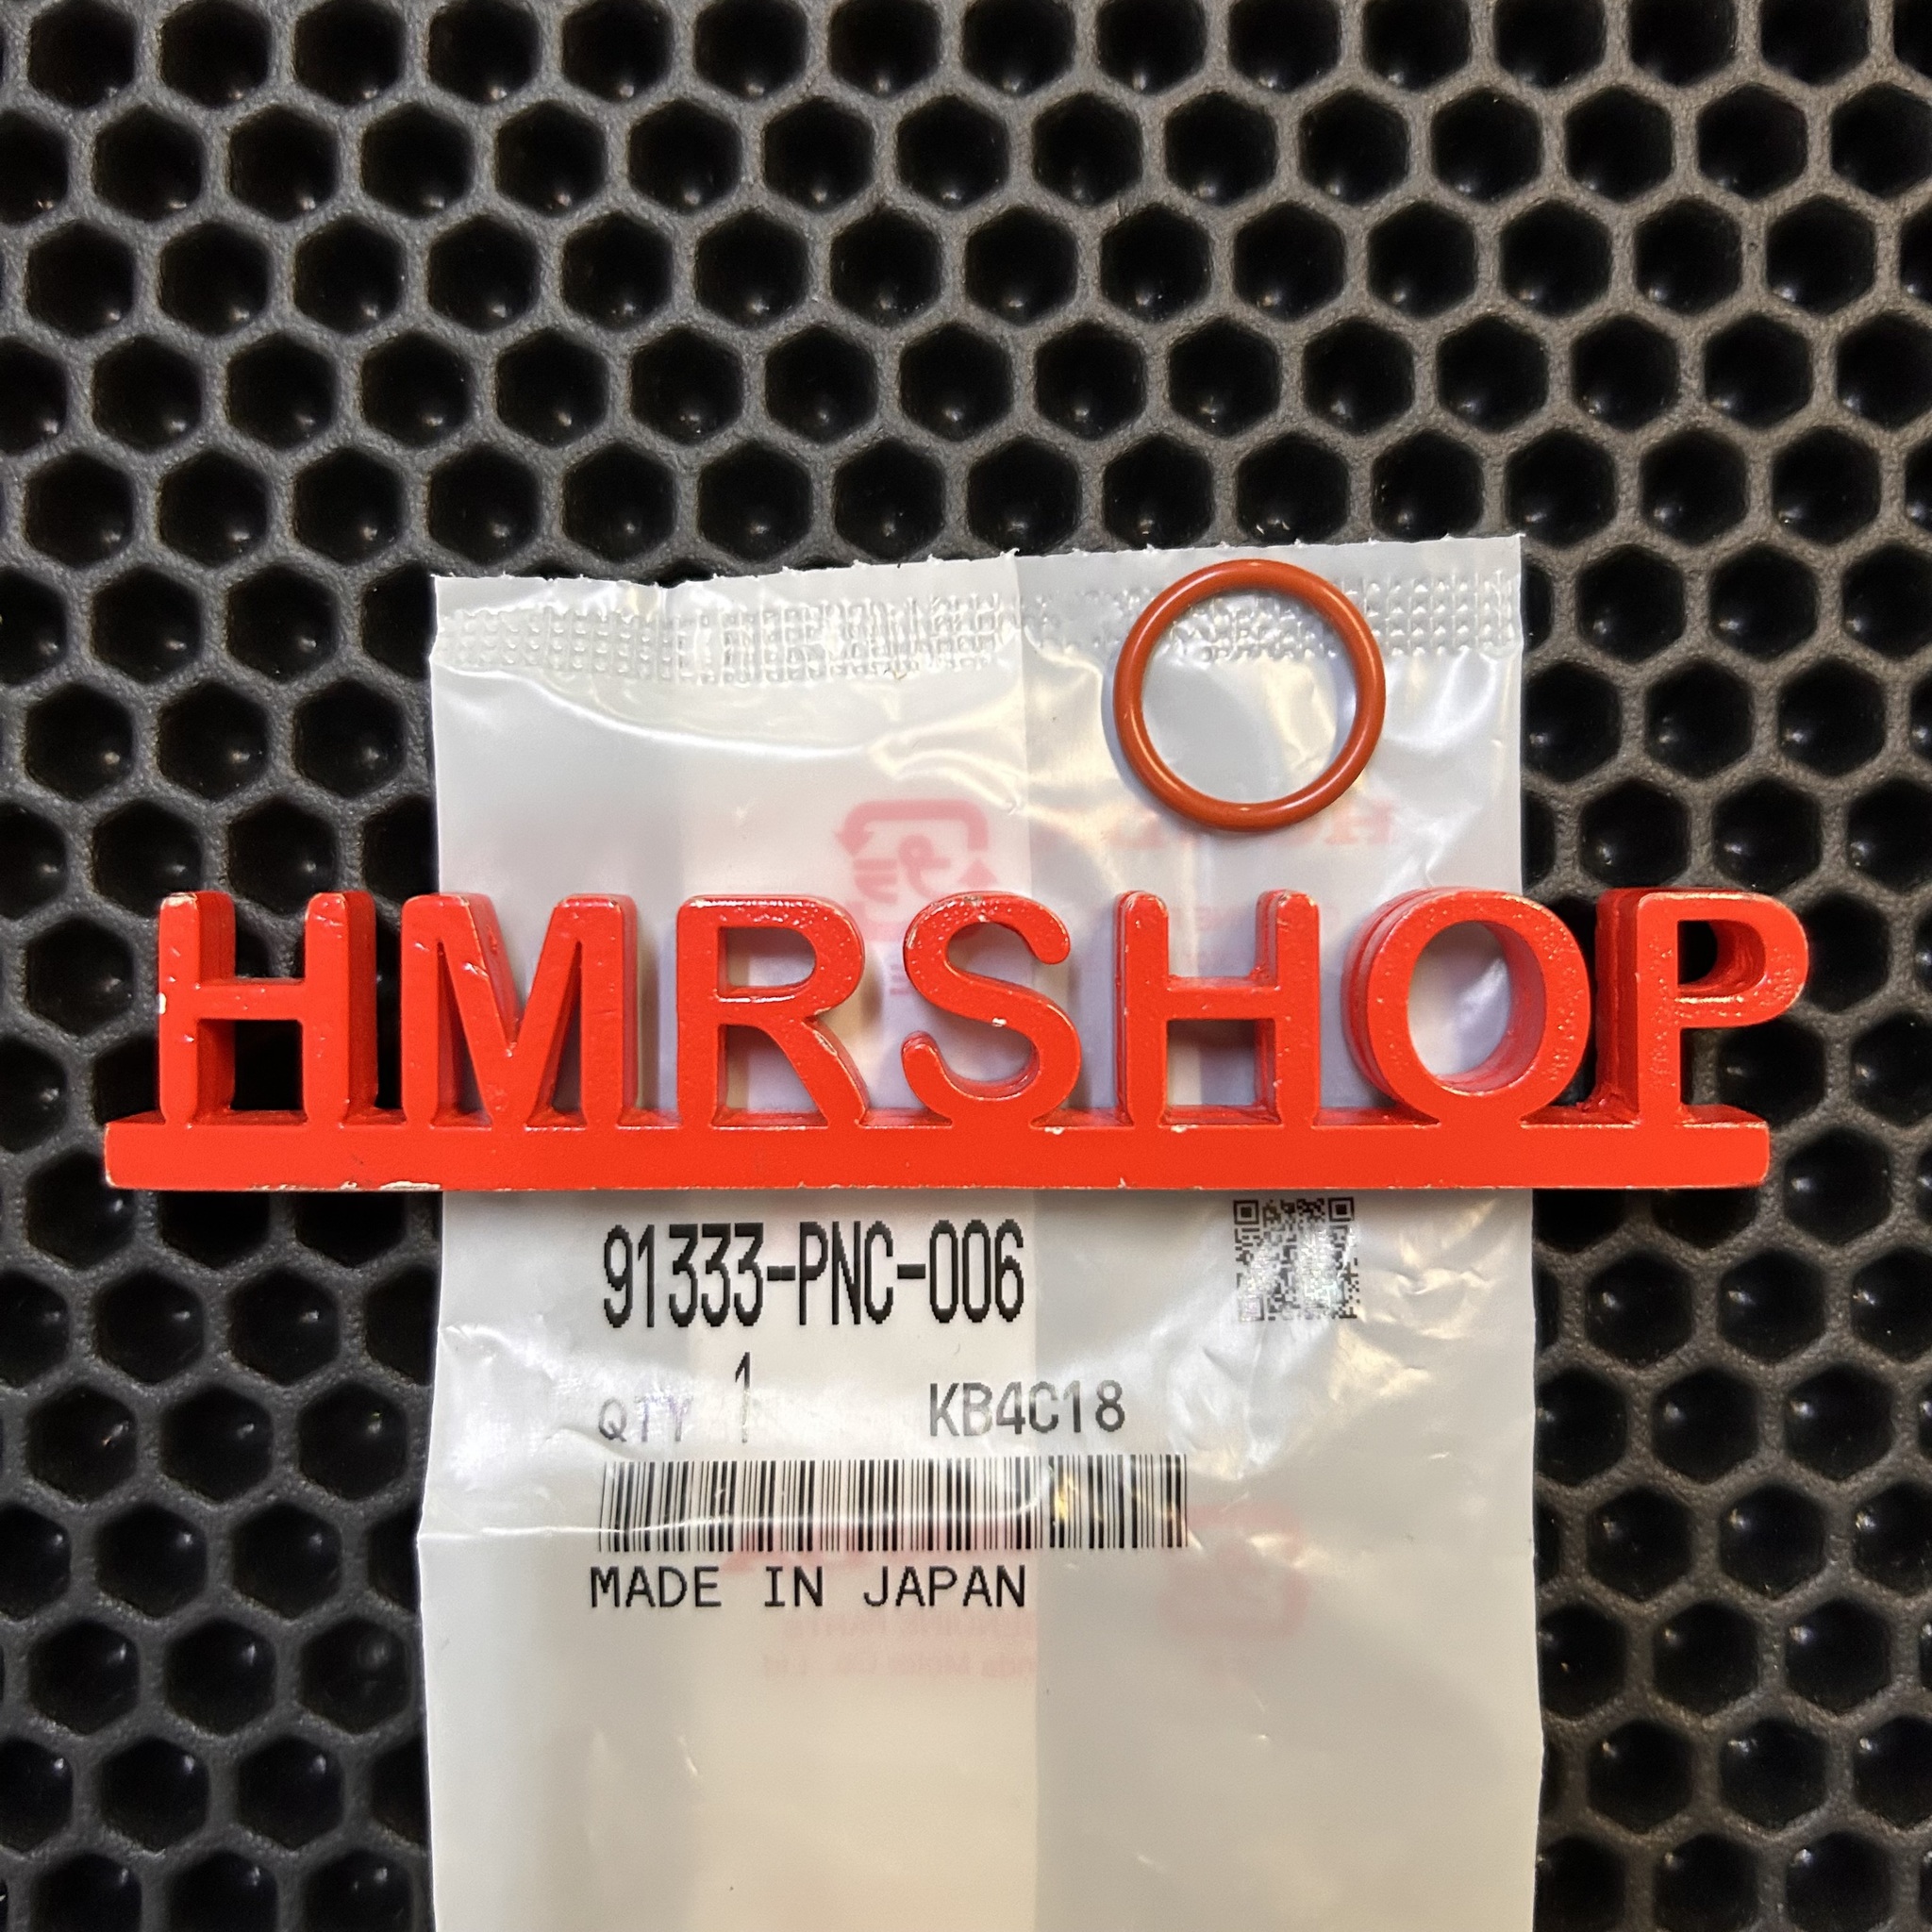 HMRSHOP
91333-PNC-006
QTY 1 KB4C18
MADE IN JAPAN